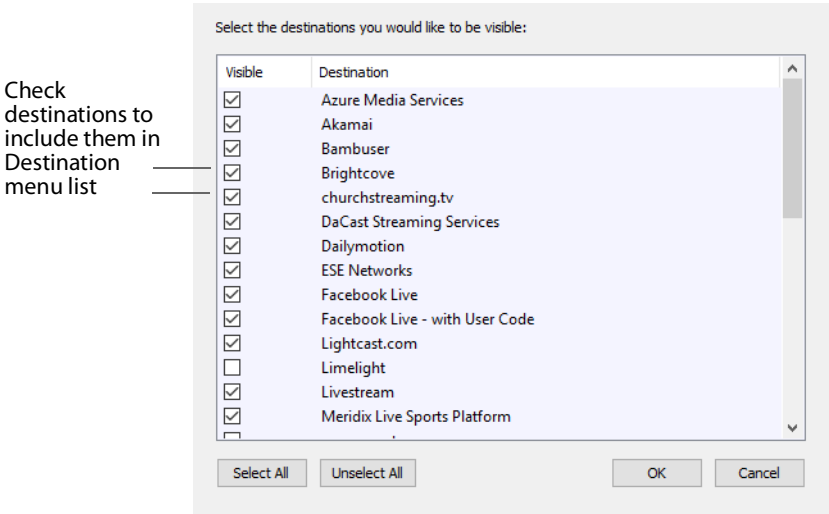 Select the destinations you would like to be visible:
Check
destinations to
include them in
Destination
menu list
Visible Destination
Azure Media Services
Akamai
Bambuser
Brightcove
churchstreaming.tv
DaCast Streaming Services
Dailymotion
ESE Networks
Facebook Live
Facebook Live - with User Code
Lightcast.com
Limelight
Livestream
Meridix Live Sports Platform
Select All Unselect All OK Cancel